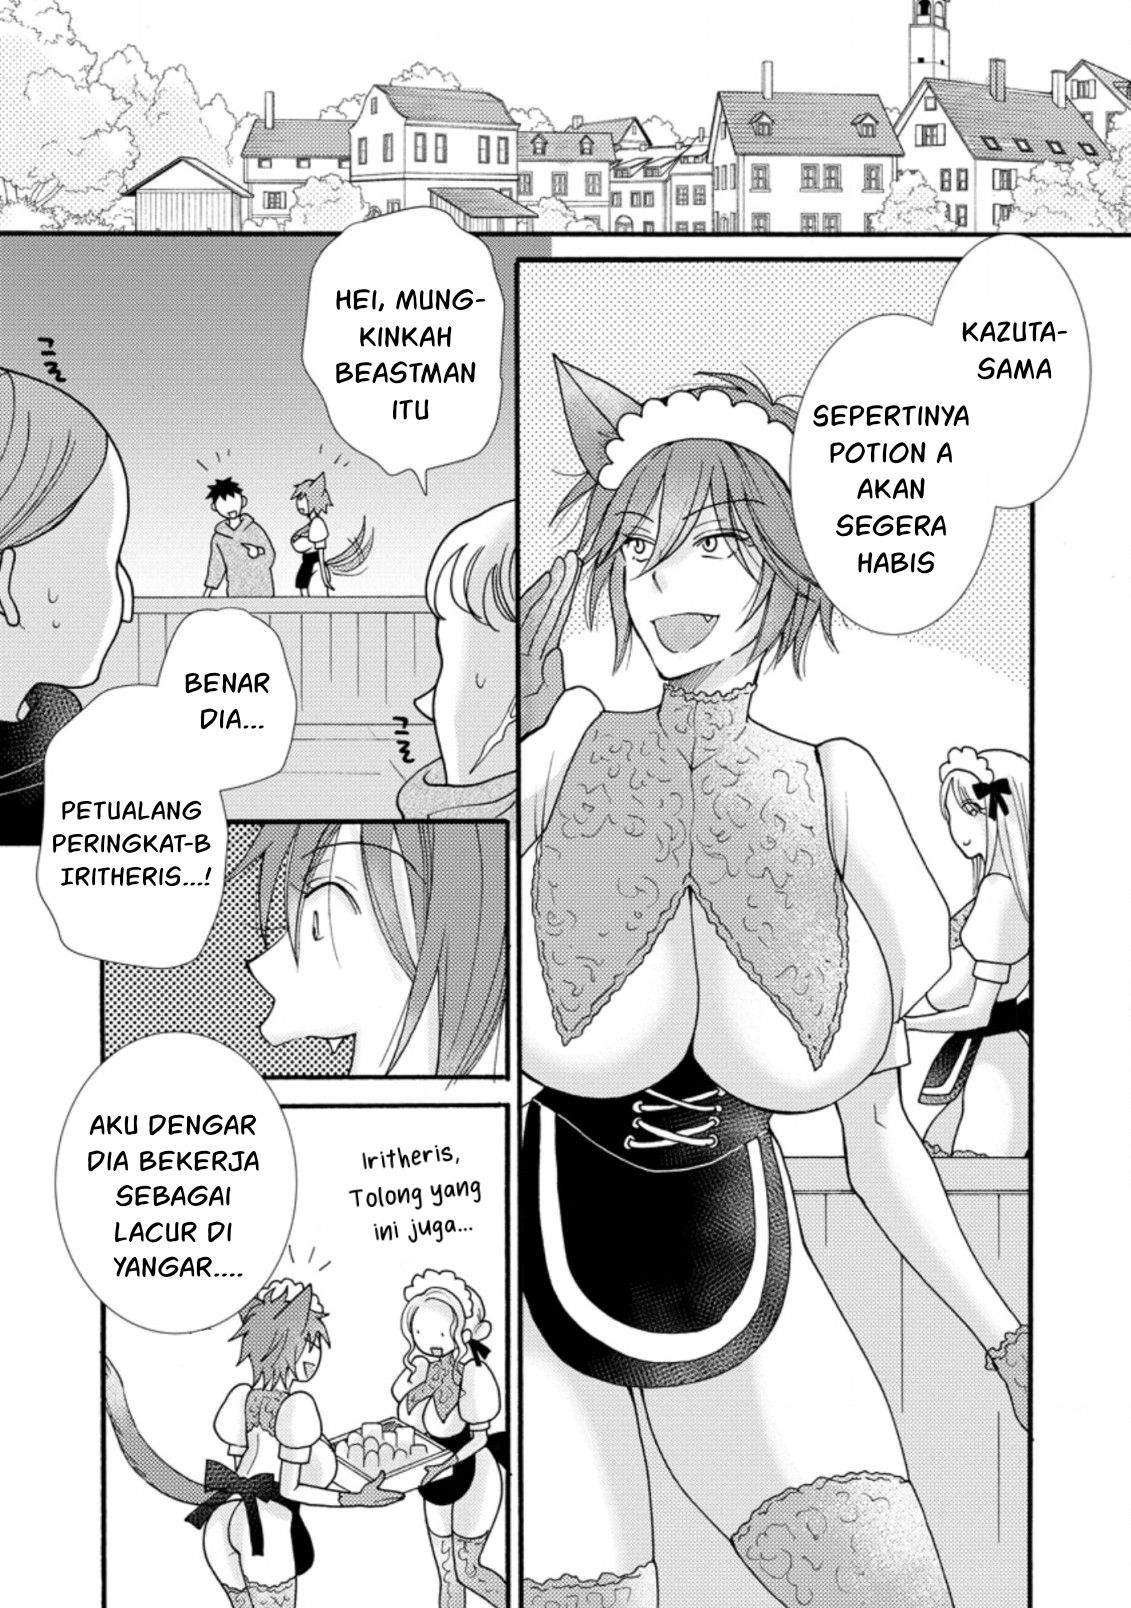 KAZUTA-
SAMA
SEPERTINYA
POTION A
AKAN
SEGERA
HABIS
HEI, MUNG-
KINKAH
BEASTMAN
ITU
BENAR
DIA...
PETUALANG
PERINGKAT-B
IRITHERIS...!
AKU DENGAR
DIA BEKERJA
SEBAGAI
LACUR DI
YANGAR....
Iritheris,
Tolong yang
ini juga...